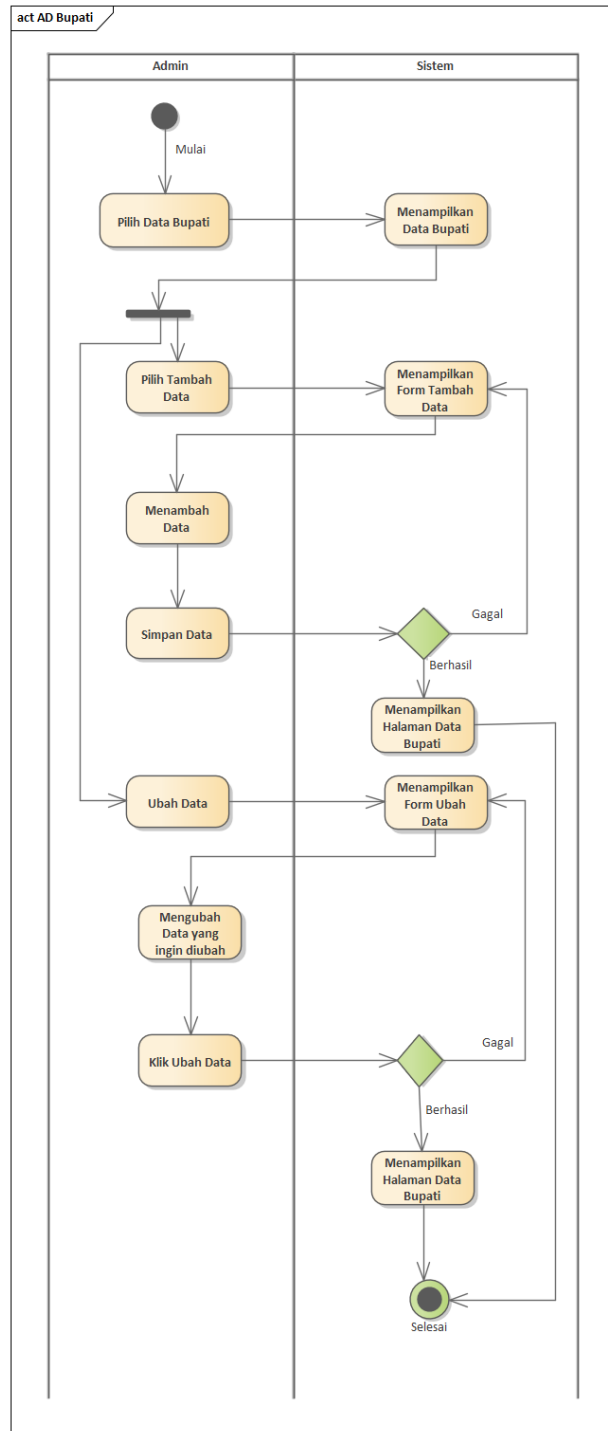 act AD Bupati
Admin
Sistem
Mulai
Pilih Data Bupati
Menampilkan
Data Bupati
Pilih Tambah
Data
Menampilkan
Form Tambah
Data
Menambah
Data
Simpan Data
Gagal
Berhasil
Menampilkan
Halaman Data
Bupati
Ubah Data
Menampilkan
Form Ubah
Data
Mengubah
Data yang
ingin diubah
Klik Ubah Data
Gagal
Berhasil
Menampilkan
Halaman Data
Bupati
Selesai